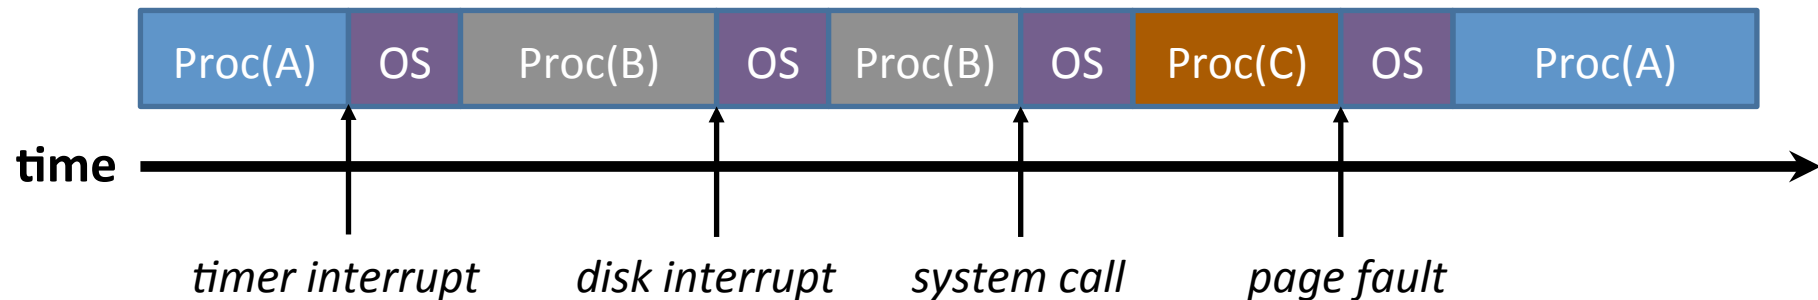 Proc(A) OS Proc(B) OS Proc(B) OS Proc(C) OS Proc(A)
time
timer interrupt disk interrupt system call page fault